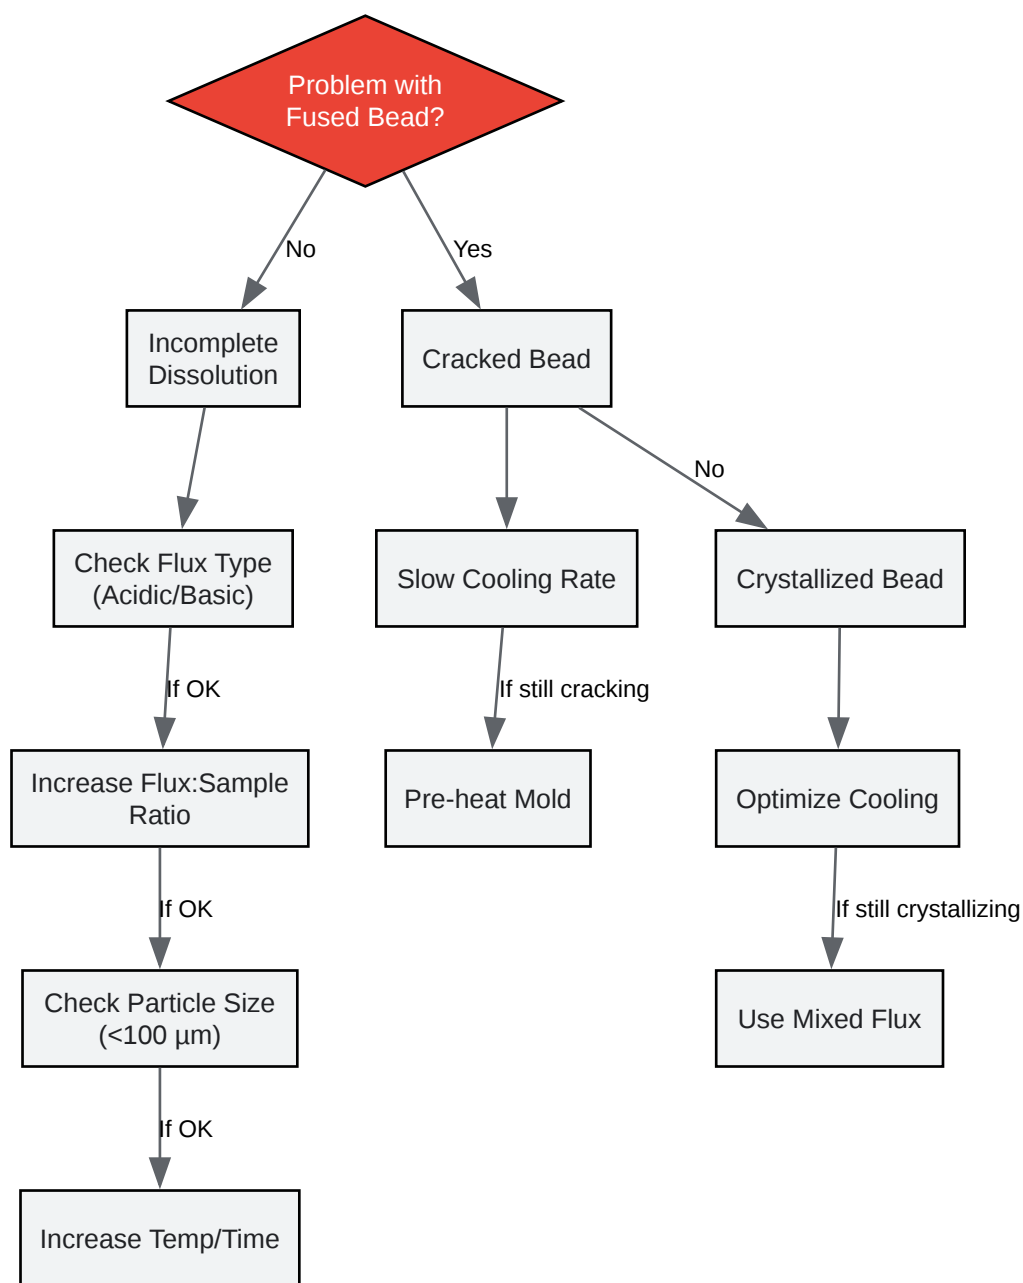 Problem with
Fused Bead?
No
Yes
Incomplete
Dissolution
Cracked Bead
No
Check Flux Type
(Acidic/Basic)
Slow Cooling Rate
Crystallized Bead
If OK
If still cracking
Increase Flux:Sample
Ratio
Pre-heat Mold
Optimize Cooling
If OK
If still crystallizing
Check Particle Size
(<100 µm)
Use Mixed Flux
If OK
Increase Temp/Time